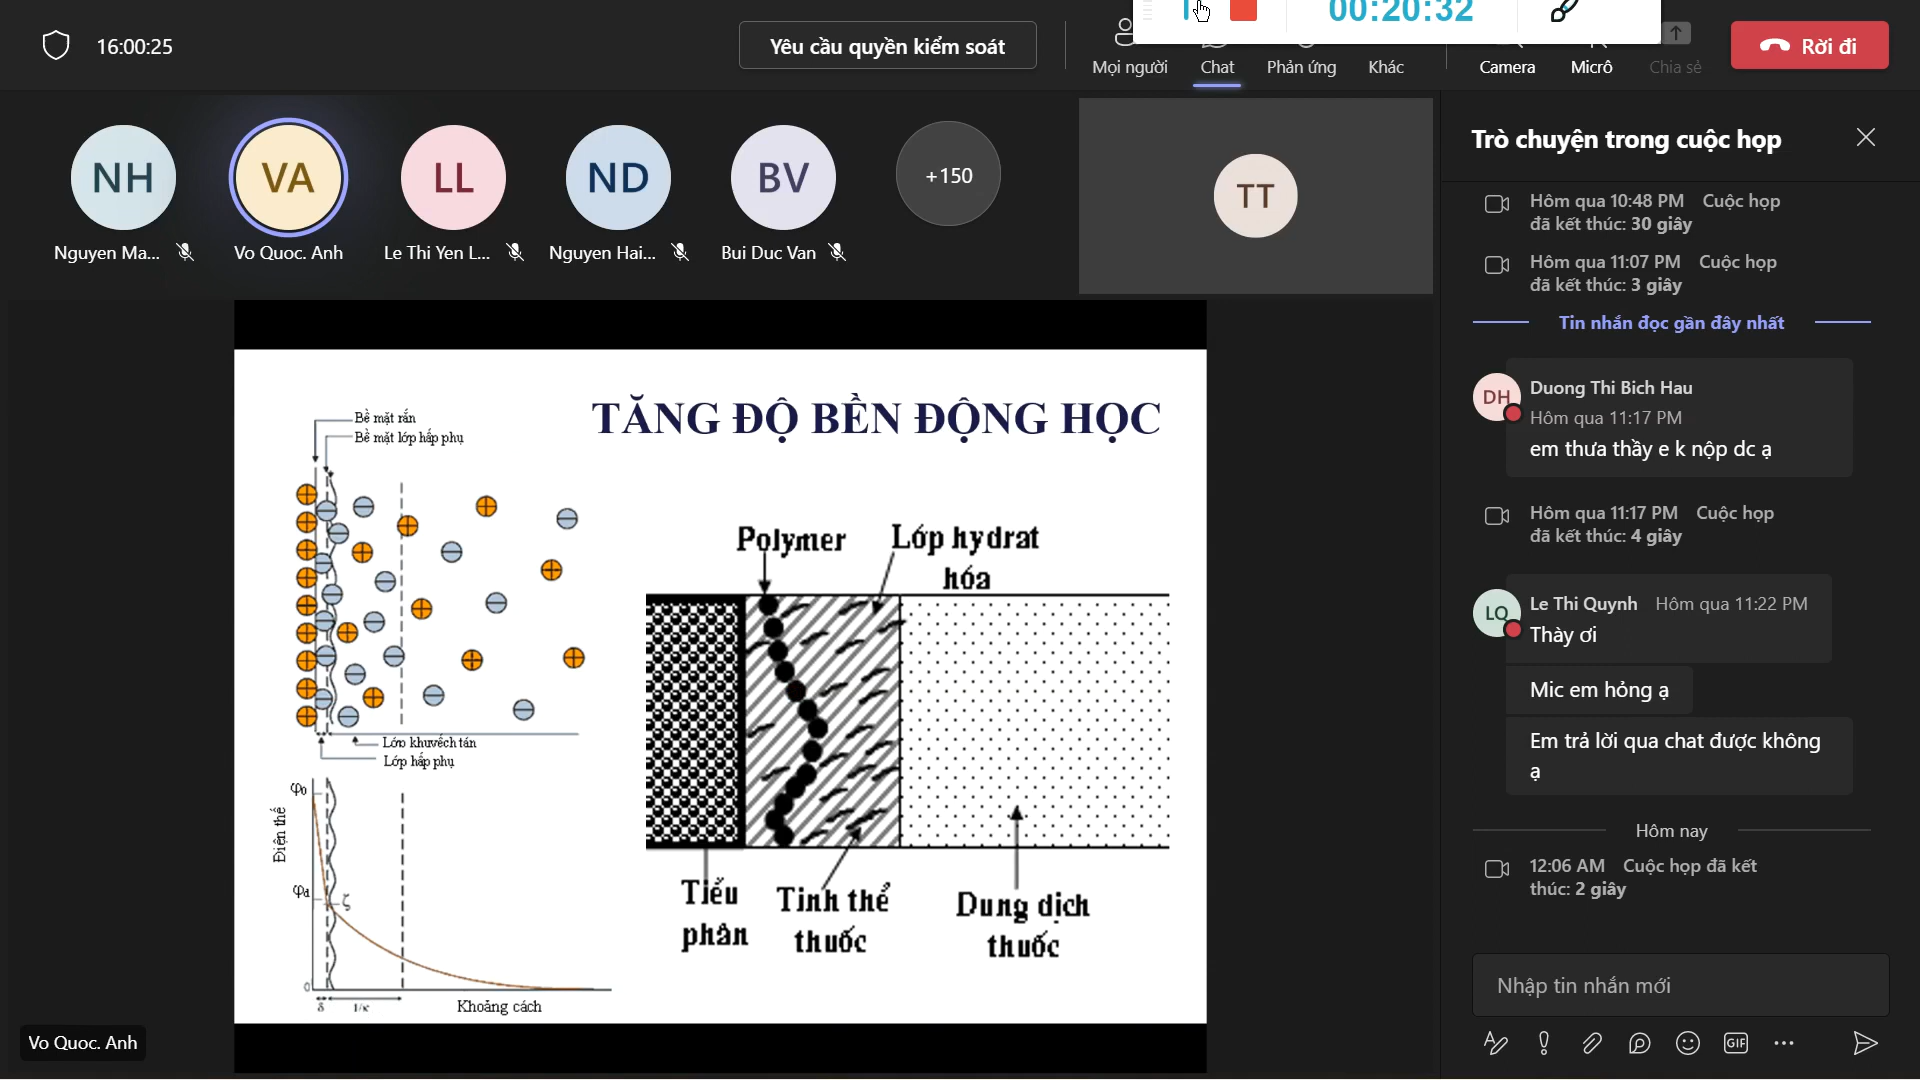 00:20:32
16:00:25
Yêu cầu quyền kiểm soát
Mọi người
Chat
Phản ứng
Khác
Camera
Micrô
Chia sẻ
Rời đi
NH
VA
LL
ND
BV
+150
TT
Nguyen Ma...
Vo Quoc. Anh
Le Thi Yen L...
Nguyen Hai...
Bui Duc Van
TĂNG ĐỘ BỀN ĐỘNG HỌC
Bề mặt rắn
Bề mặt lớp hấp phụ
Lớp khuyếch tán
Lớp hấp phụ
Điện thế
φ₀
φd
ζ
0
δ
1/κ
Khoảng cách
Polymer
Lớp hydrat
hóa
Tiểu
phân
Tinh thể
thuốc
Dung dịch
thuốc
Vo Quoc. Anh
Trò chuyện trong cuộc họp
Hôm qua 10:48 PM Cuộc họp
đã kết thúc: 30 giây
Hôm qua 11:07 PM Cuộc họp
đã kết thúc: 3 giây
Tin nhắn đọc gần đây nhất
DH
Duong Thi Bich Hau
Hôm qua 11:17 PM
em thưa thầy e k nộp dc ạ
Hôm qua 11:17 PM Cuộc họp
đã kết thúc: 4 giây
LQ
Le Thi Quynh Hôm qua 11:22 PM
Thày ơi
Mic em hỏng ạ
Em trả lời qua chat được không
ạ
Hôm nay
12:06 AM Cuộc họp đã kết
thúc: 2 giây
Nhập tin nhắn mới
GIF